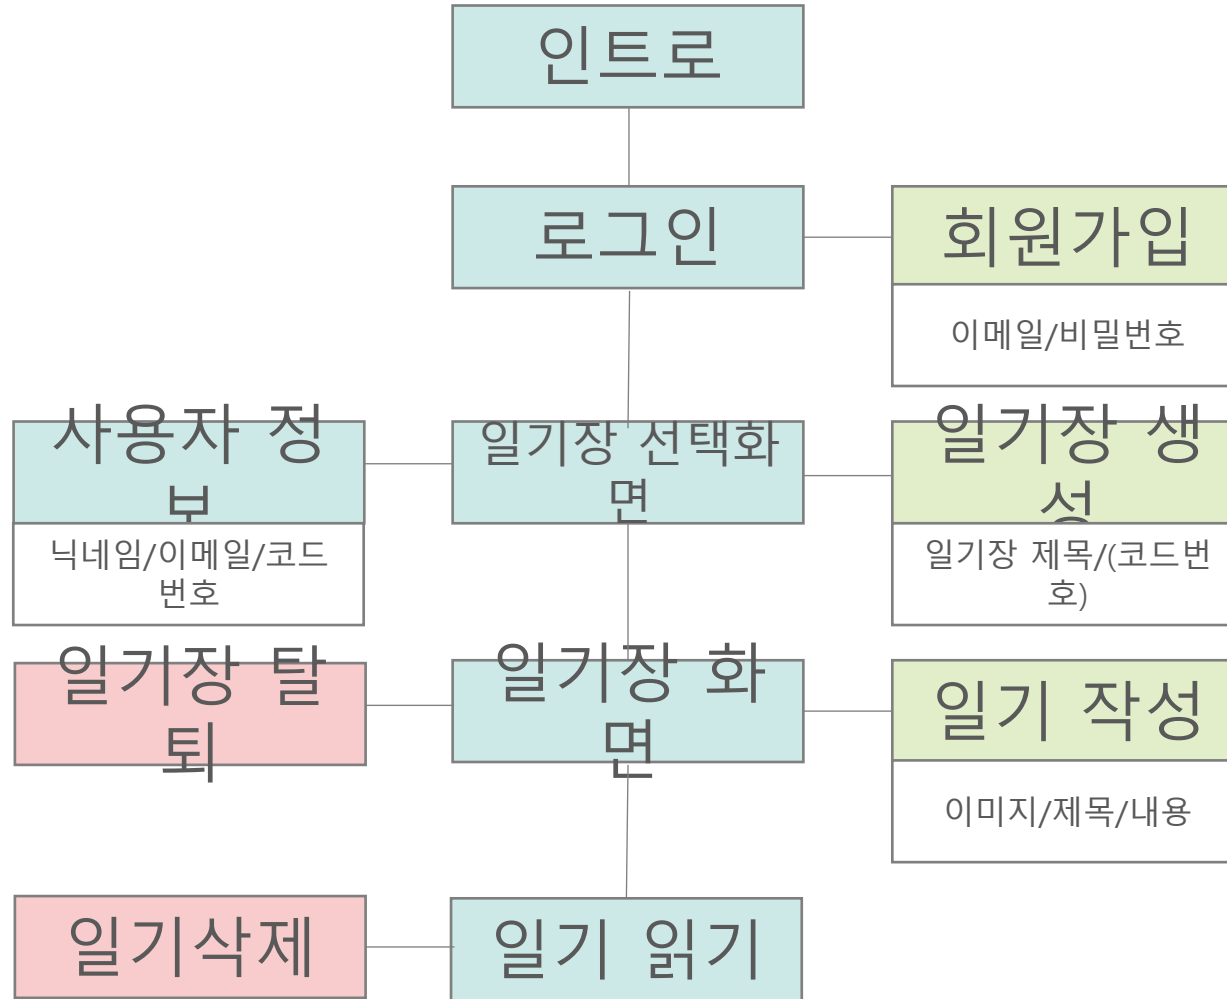 인트로
로그인
회원가입
이메일/비밀번호
사용자 정
보
닉네임/이메일/코드
번호
일기장 선택화
면
일기장 생
성
일기장 제목/(코드번
호)
일기장 탈
퇴
일기장 화
면
일기 작성
이미지/제목/내용
일기삭제
일기 읽기